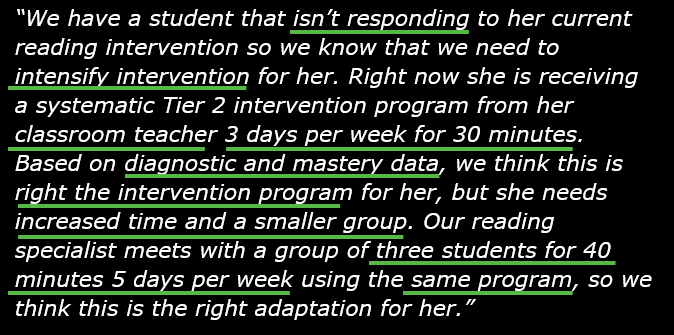 “We have a student that isn’t responding to her current
reading intervention so we know that we need to
intensify intervention for her. Right now she is receiving
a systematic Tier 2 intervention program from her
classroom teacher 3 days per week for 30 minutes.
Based on diagnostic and mastery data, we think this is
right the intervention program for her, but she needs
increased time and a smaller group. Our reading
specialist meets with a group of three students for 40
minutes 5 days per week using the same program, so we
think this is the right adaptation for her.”